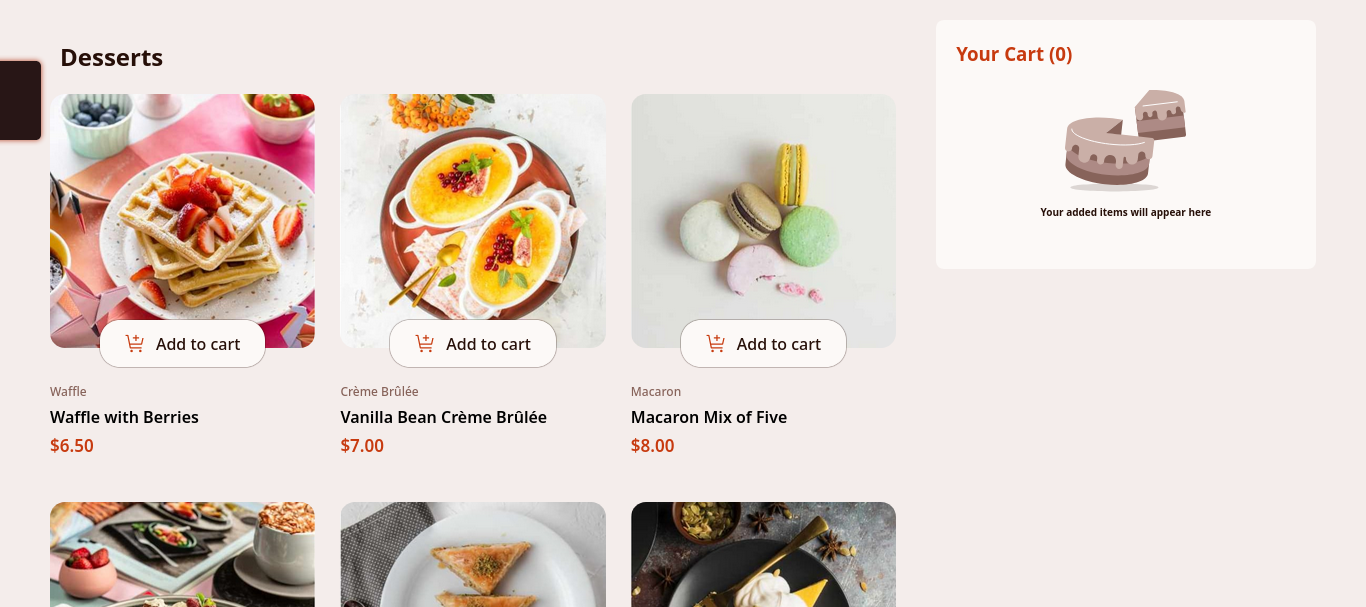 Desserts
Add to cart
Waffle
Waffle with Berries
$6.50
Add to cart
Crème Brûlée
Vanilla Bean Crème Brûlée
$7.00
Add to cart
Macaron
Macaron Mix of Five
$8.00
Your Cart (0)
Your added items will appear here